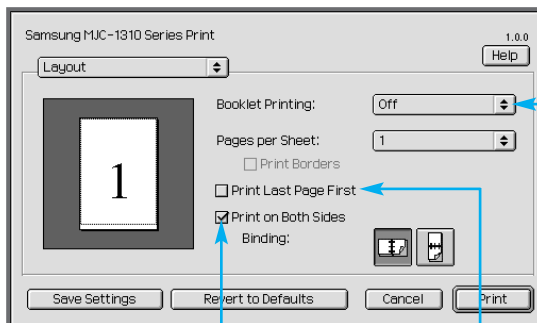 Samsung MJC-1310 Series Print
1.0.0
Help
Layout
Booklet Printing: Off
Pages per Sheet: 1
Print Borders
1
Print Last Page First
Print on Both Sides
Binding:
Save Settings Revert to Defaults Cancel Print